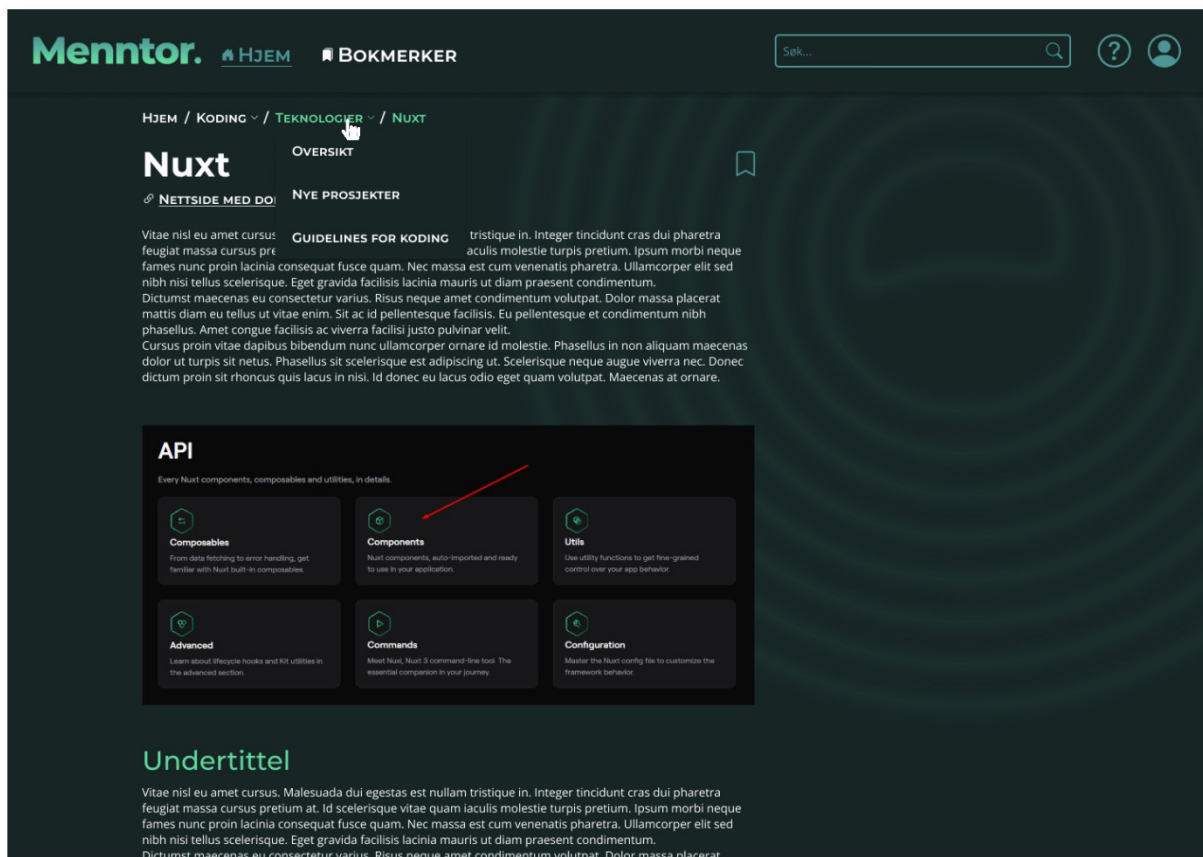 Menntor.
Hjem
Bokmerker
Søk...
?
Hjem / Koding / Teknologier / Nuxt
Oversikt
Nuxt
Nye prosjekter
Nettside med do
Guidelines for koding
Vitae nisl eu amet cursus tristique in. Integer tincidunt cras dui pharetra
feugiat massa cursus pre iaculis molestie turpis pretium. Ipsum morbi neque
fames nunc proin lacinia consequat fusce quam. Nec massa est cum venenatis pharetra. Ullamcorper elit sed
nibh nisi tellus scelerisque. Eget gravida facilisis lacinia mauris ut diam praesent condimentum.
Dictumst maecenas eu consectetur varius. Risus neque amet condimentum volutpat. Dolor massa placerat
mattis diam eu tellus ut vitae enim. Sit ac id pellentesque facilisis. Eu pellentesque et condimentum nibh
phasellus. Amet congue facilisis ac viverra facilisi justo pulvinar velit.
Cursus proin vitae dapibus bibendum nunc ullamcorper ornare id molestie. Phasellus in non aliquam maecenas
dolor ut turpis sit netus. Phasellus sit scelerisque est adipiscing ut. Scelerisque neque augue viverra nec. Donec
dictum proin sit rhoncus quis lacus in nisi. Id donec eu lacus odio eget quam volutpat. Maecenas at ornare.
API
Every Nuxt components, composables and utilities, in details.
Composables
From data fetching to error handling, get
familiar with Nuxt built-in composables.
Components
Nuxt components, auto-imported and ready
to use in your application.
Utils
Use utility functions to get fine-grained
control over your app behavior.
Advanced
Learn about lifecycle hooks and Kit utilities in
the advanced section.
Commands
Meet Nuxi, Nuxt 3 command-line tool. The
essential companion in your journey.
Configuration
Master the Nuxt config file to customize the
framework behavior.
Undertittel
Vitae nisl eu amet cursus. Malesuada dui egestas est nullam tristique in. Integer tincidunt cras dui pharetra
feugiat massa cursus pretium at. Id scelerisque vitae quam iaculis molestie turpis pretium. Ipsum morbi neque
fames nunc proin lacinia consequat fusce quam. Nec massa est cum venenatis pharetra. Ullamcorper elit sed
nibh nisi tellus scelerisque. Eget gravida facilisis lacinia mauris ut diam praesent condimentum.
Dictumst maecenas eu consectetur varius. Risus neque amet condimentum volutpat. Dolor massa placerat